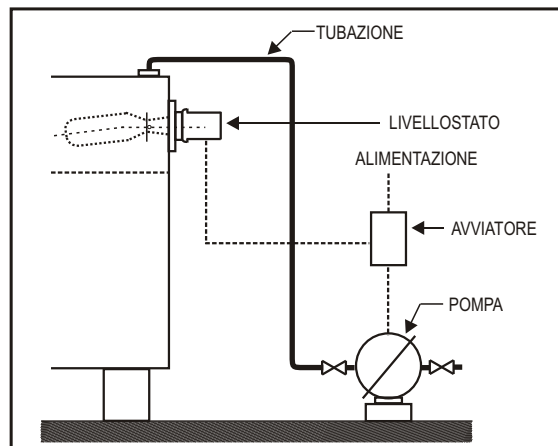 TUBAZIONE
LIVELLOSTATO
ALIMENTAZIONE
AVVIATORE
POMPA